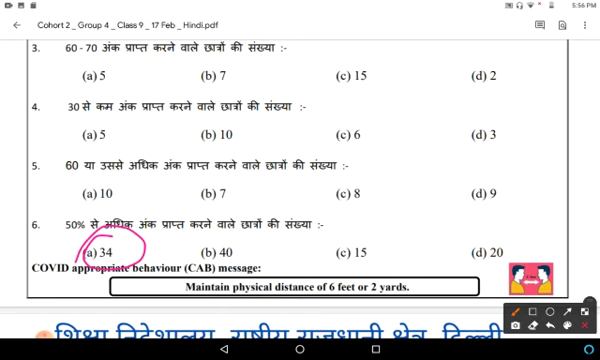 5:56 PM
Cohort 2 _ Group 4 _ Class 9 _ 17 Feb _ Hindi.pdf
3. 60 - 70 अंक प्राप्त करने वाले छात्रों की संख्या :-
(a) 5 (b) 7 (c) 15 (d) 2
4. 30 से कम अंक प्राप्त करने वाले छात्रों की संख्या :-
(a) 5 (b) 10 (c) 6 (d) 3
5. 60 या उससे अधिक अंक प्राप्त करने वाले छात्रों की संख्या :-
(a) 10 (b) 7 (c) 8 (d) 9
6. 50% से अधिक अंक प्राप्त करने वाले छात्रों की संख्या :-
(a) 34 (b) 40 (c) 15 (d) 20
COVID appropriate behaviour (CAB) message:
Maintain physical distance of 6 feet or 2 yards.
शिक्षा निदेशालय, राष्ट्रीय राजधानी क्षेत्र, दिल्ली